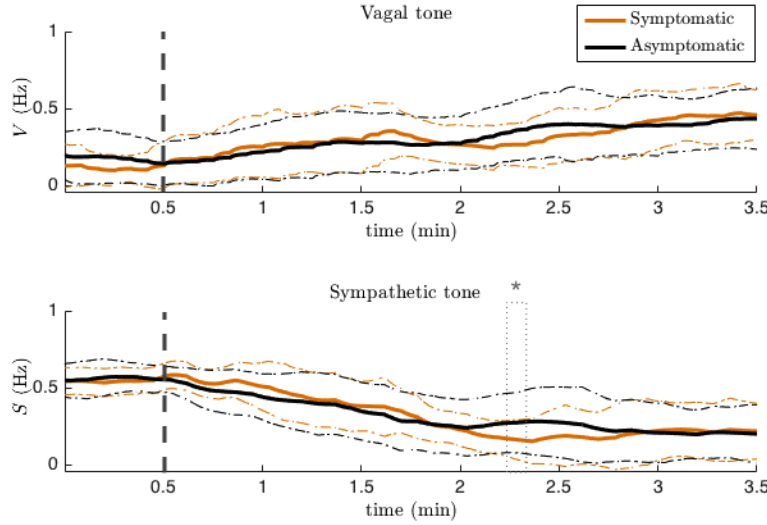 Vagal tone
Symptomatic
Asymptomatic
1
0.5
0
V (Hz)
0.5 1 1.5 2 2.5 3 3.5
time (min)
Sympathetic tone
*
1
0.5
0
S (Hz)
0.5 1 1.5 2 2.5 3 3.5
time (min)